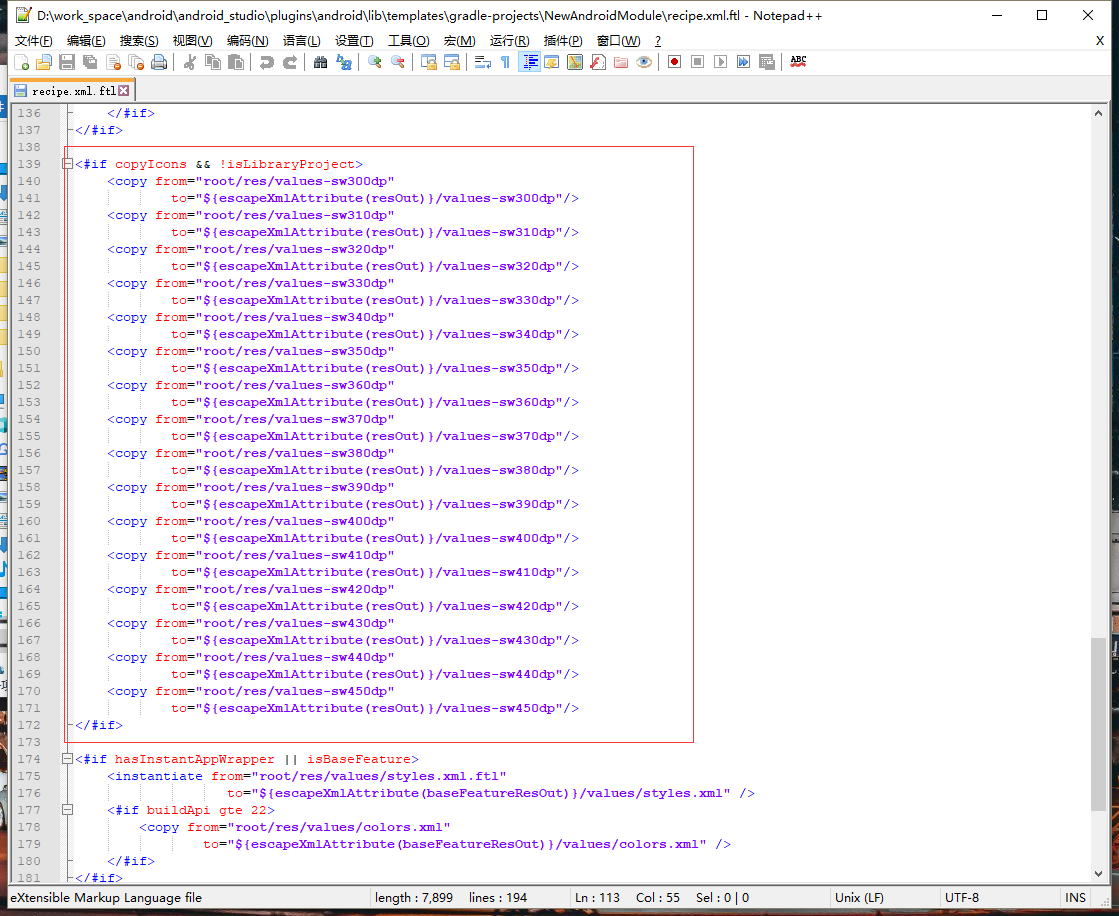 D:\work_space\android\android_studio\plugins\android\lib\templates\gradle-projects\NewAndroidModule\recipe.xml.ftl - Notepad++
文件(F) 编辑(E) 搜索(S) 视图(V) 编码(N) 语言(L) 设置(T) 工具(O) 宏(M) 运行(R) 插件(P) 窗口(W) ? X
ABC
recipe.xml.ftl
136 </#if>
137 </#if>
138
139 <#if copyIcons && !isLibraryProject>
140 <copy from="root/res/values-sw300dp"
141 to="${escapeXmlAttribute(resOut)}/values-sw300dp"/>
142 <copy from="root/res/values-sw310dp"
143 to="${escapeXmlAttribute(resOut)}/values-sw310dp"/>
144 <copy from="root/res/values-sw320dp"
145 to="${escapeXmlAttribute(resOut)}/values-sw320dp"/>
146 <copy from="root/res/values-sw330dp"
147 to="${escapeXmlAttribute(resOut)}/values-sw330dp"/>
148 <copy from="root/res/values-sw340dp"
149 to="${escapeXmlAttribute(resOut)}/values-sw340dp"/>
150 <copy from="root/res/values-sw350dp"
151 to="${escapeXmlAttribute(resOut)}/values-sw350dp"/>
152 <copy from="root/res/values-sw360dp"
153 to="${escapeXmlAttribute(resOut)}/values-sw360dp"/>
154 <copy from="root/res/values-sw370dp"
155 to="${escapeXmlAttribute(resOut)}/values-sw370dp"/>
156 <copy from="root/res/values-sw380dp"
157 to="${escapeXmlAttribute(resOut)}/values-sw380dp"/>
158 <copy from="root/res/values-sw390dp"
159 to="${escapeXmlAttribute(resOut)}/values-sw390dp"/>
160 <copy from="root/res/values-sw400dp"
161 to="${escapeXmlAttribute(resOut)}/values-sw400dp"/>
162 <copy from="root/res/values-sw410dp"
163 to="${escapeXmlAttribute(resOut)}/values-sw410dp"/>
164 <copy from="root/res/values-sw420dp"
165 to="${escapeXmlAttribute(resOut)}/values-sw420dp"/>
166 <copy from="root/res/values-sw430dp"
167 to="${escapeXmlAttribute(resOut)}/values-sw430dp"/>
168 <copy from="root/res/values-sw440dp"
169 to="${escapeXmlAttribute(resOut)}/values-sw440dp"/>
170 <copy from="root/res/values-sw450dp"
171 to="${escapeXmlAttribute(resOut)}/values-sw450dp"/>
172 </#if>
173
174 <#if hasInstantAppWrapper || isBaseFeature>
175 <instantiate from="root/res/values/styles.xml.ftl"
176 to="${escapeXmlAttribute(baseFeatureResOut)}/values/styles.xml" />
177 <#if buildApi gte 22>
178 <copy from="root/res/values/colors.xml"
179 to="${escapeXmlAttribute(baseFeatureResOut)}/values/colors.xml" />
180 </#if>
181 </#if>
eXtensible Markup Language file length : 7,899 lines : 194 Ln : 113 Col : 55 Sel : 0 | 0 Unix (LF) UTF-8 INS